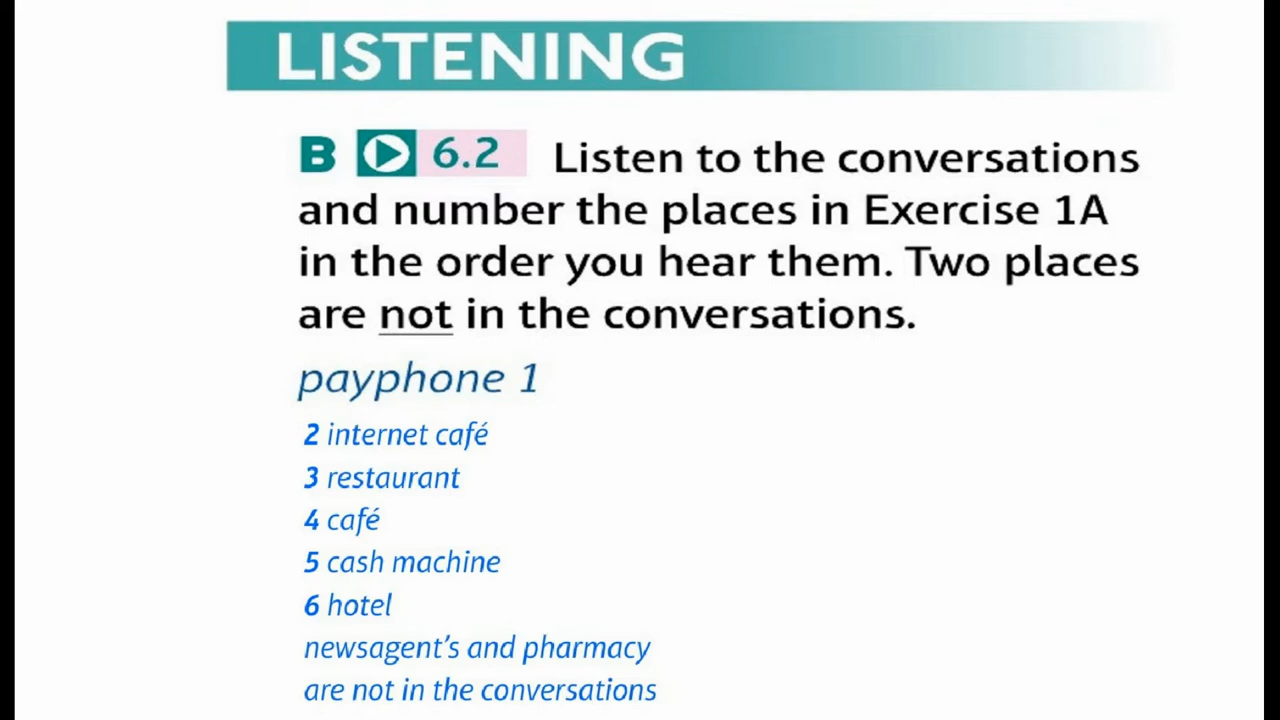 LISTENING
B 6.2 Listen to the conversations
and number the places in Exercise 1A
in the order you hear them. Two places
are not in the conversations.
payphone 1
2 internet café
3 restaurant
4 café
5 cash machine
6 hotel
newsagent’s and pharmacy
are not in the conversations